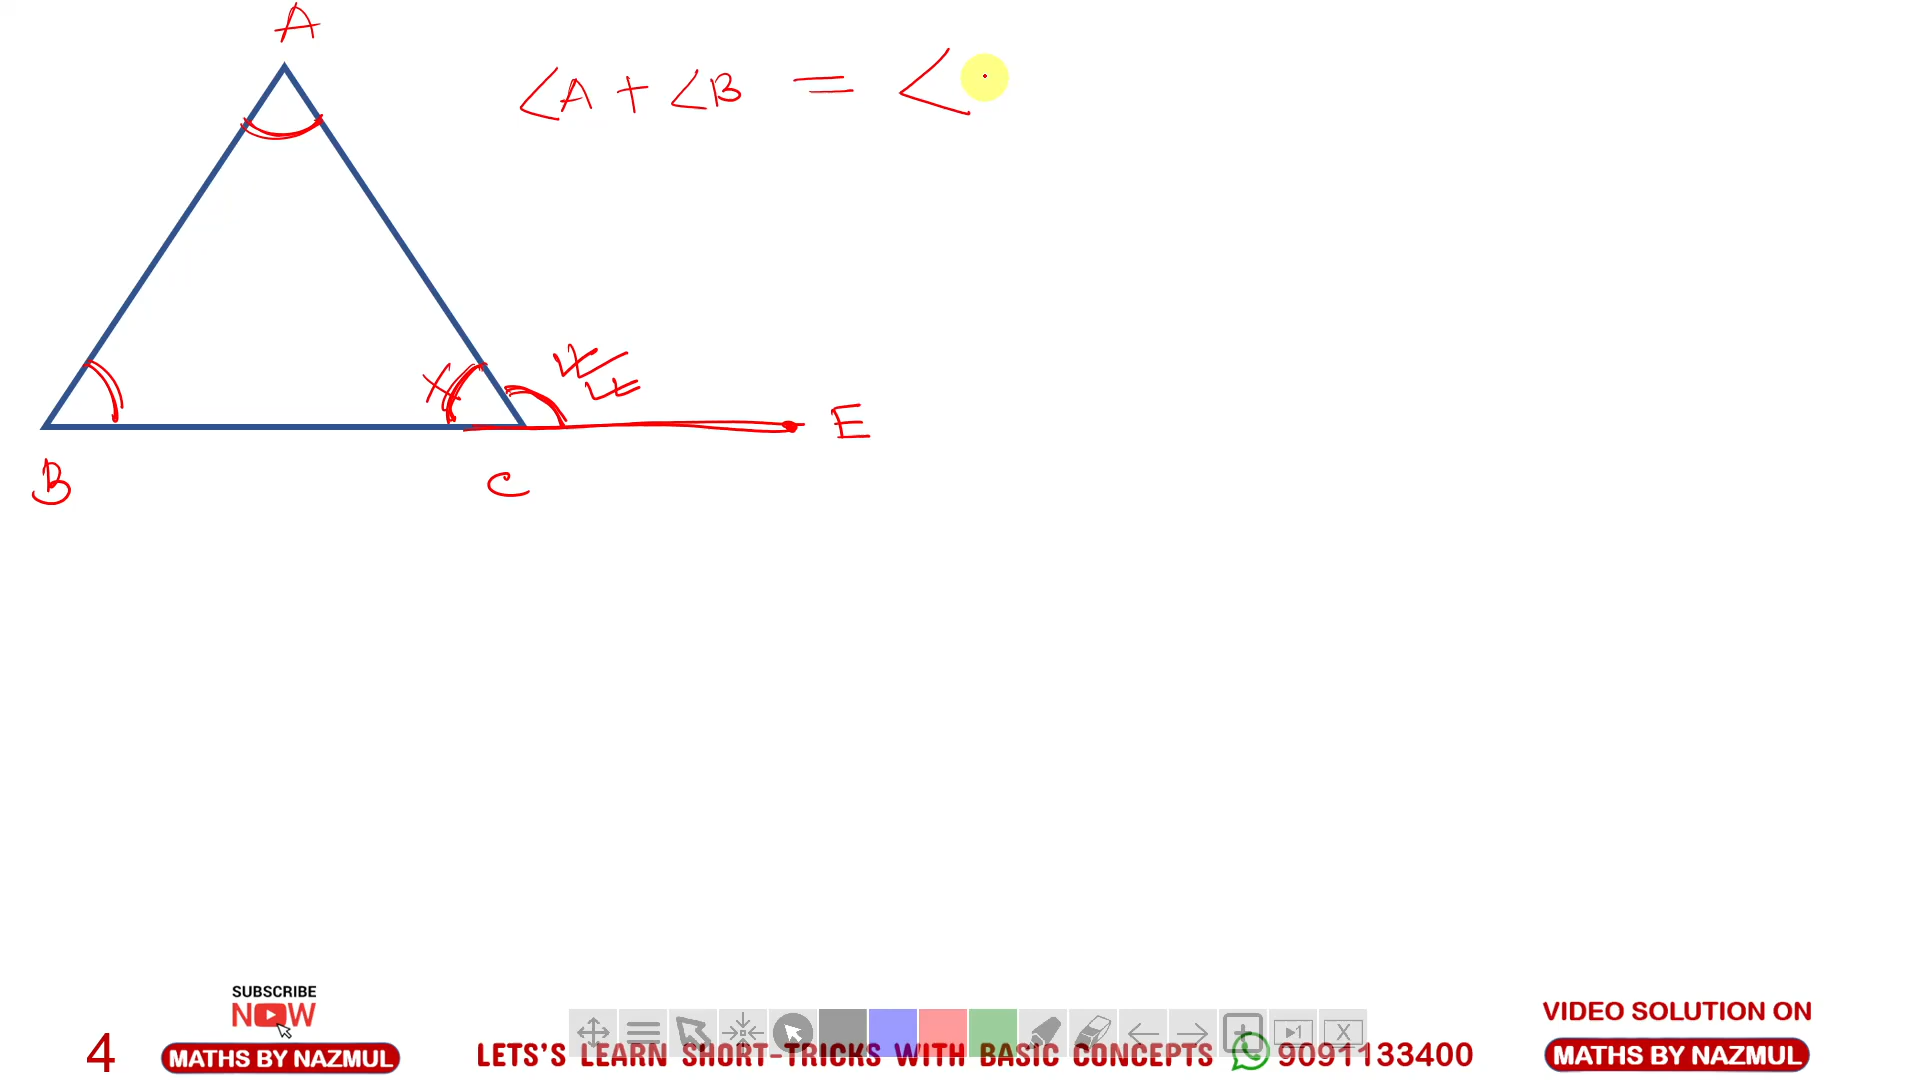 A
∠A + ∠B = ∠
E
B
C
SUBSCRIBE
NOW
4
MATHS BY NAZMUL
LETS'S LEARN SHORT-TRICKS WITH BASIC CONCEPTS
9091133400
VIDEO SOLUTION ON
MATHS BY NAZMUL